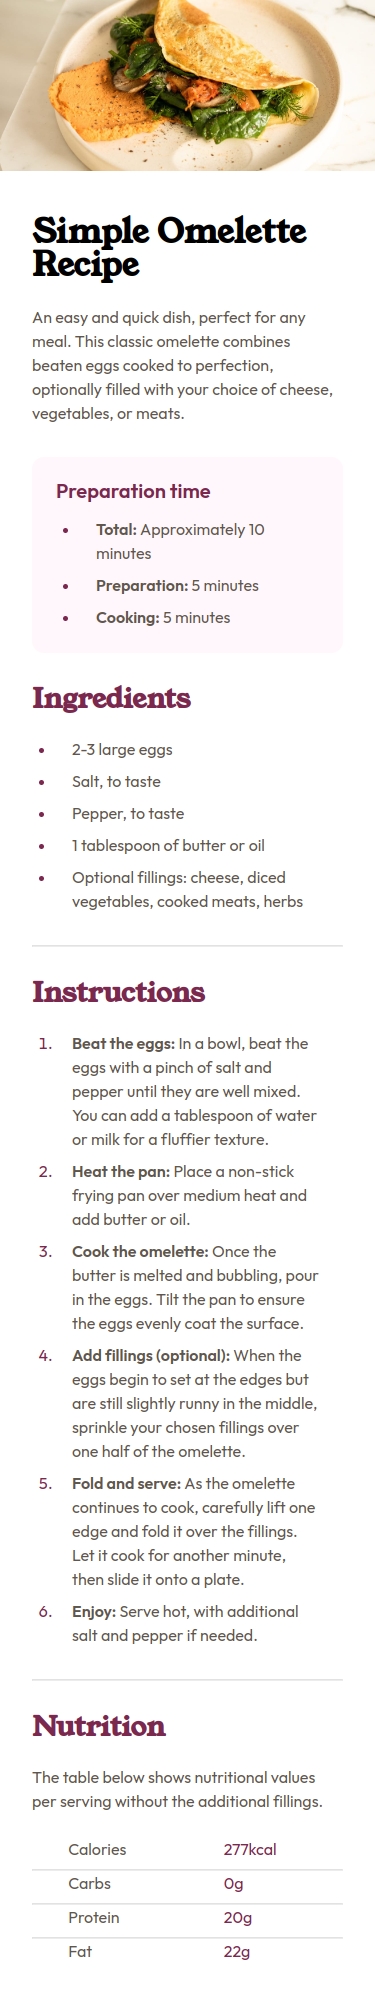 Simple Omelette
Recipe
An easy and quick dish, perfect for any
meal. This classic omelette combines
beaten eggs cooked to perfection,
optionally filled with your choice of cheese,
vegetables, or meats.
Preparation time
• Total: Approximately 10
minutes
• Preparation: 5 minutes
• Cooking: 5 minutes
Ingredients
• 2-3 large eggs
• Salt, to taste
• Pepper, to taste
• 1 tablespoon of butter or oil
• Optional fillings: cheese, diced
vegetables, cooked meats, herbs
Instructions
1. Beat the eggs: In a bowl, beat the
eggs with a pinch of salt and
pepper until they are well mixed.
You can add a tablespoon of water
or milk for a fluffier texture.
2. Heat the pan: Place a non-stick
frying pan over medium heat and
add butter or oil.
3. Cook the omelette: Once the
butter is melted and bubbling, pour
in the eggs. Tilt the pan to ensure
the eggs evenly coat the surface.
4. Add fillings (optional): When the
eggs begin to set at the edges but
are still slightly runny in the middle,
sprinkle your chosen fillings over
one half of the omelette.
5. Fold and serve: As the omelette
continues to cook, carefully lift one
edge and fold it over the fillings.
Let it cook for another minute,
then slide it onto a plate.
6. Enjoy: Serve hot, with additional
salt and pepper if needed.
Nutrition
The table below shows nutritional values
per serving without the additional fillings.
Calories 277kcal
Carbs 0g
Protein 20g
Fat 22g